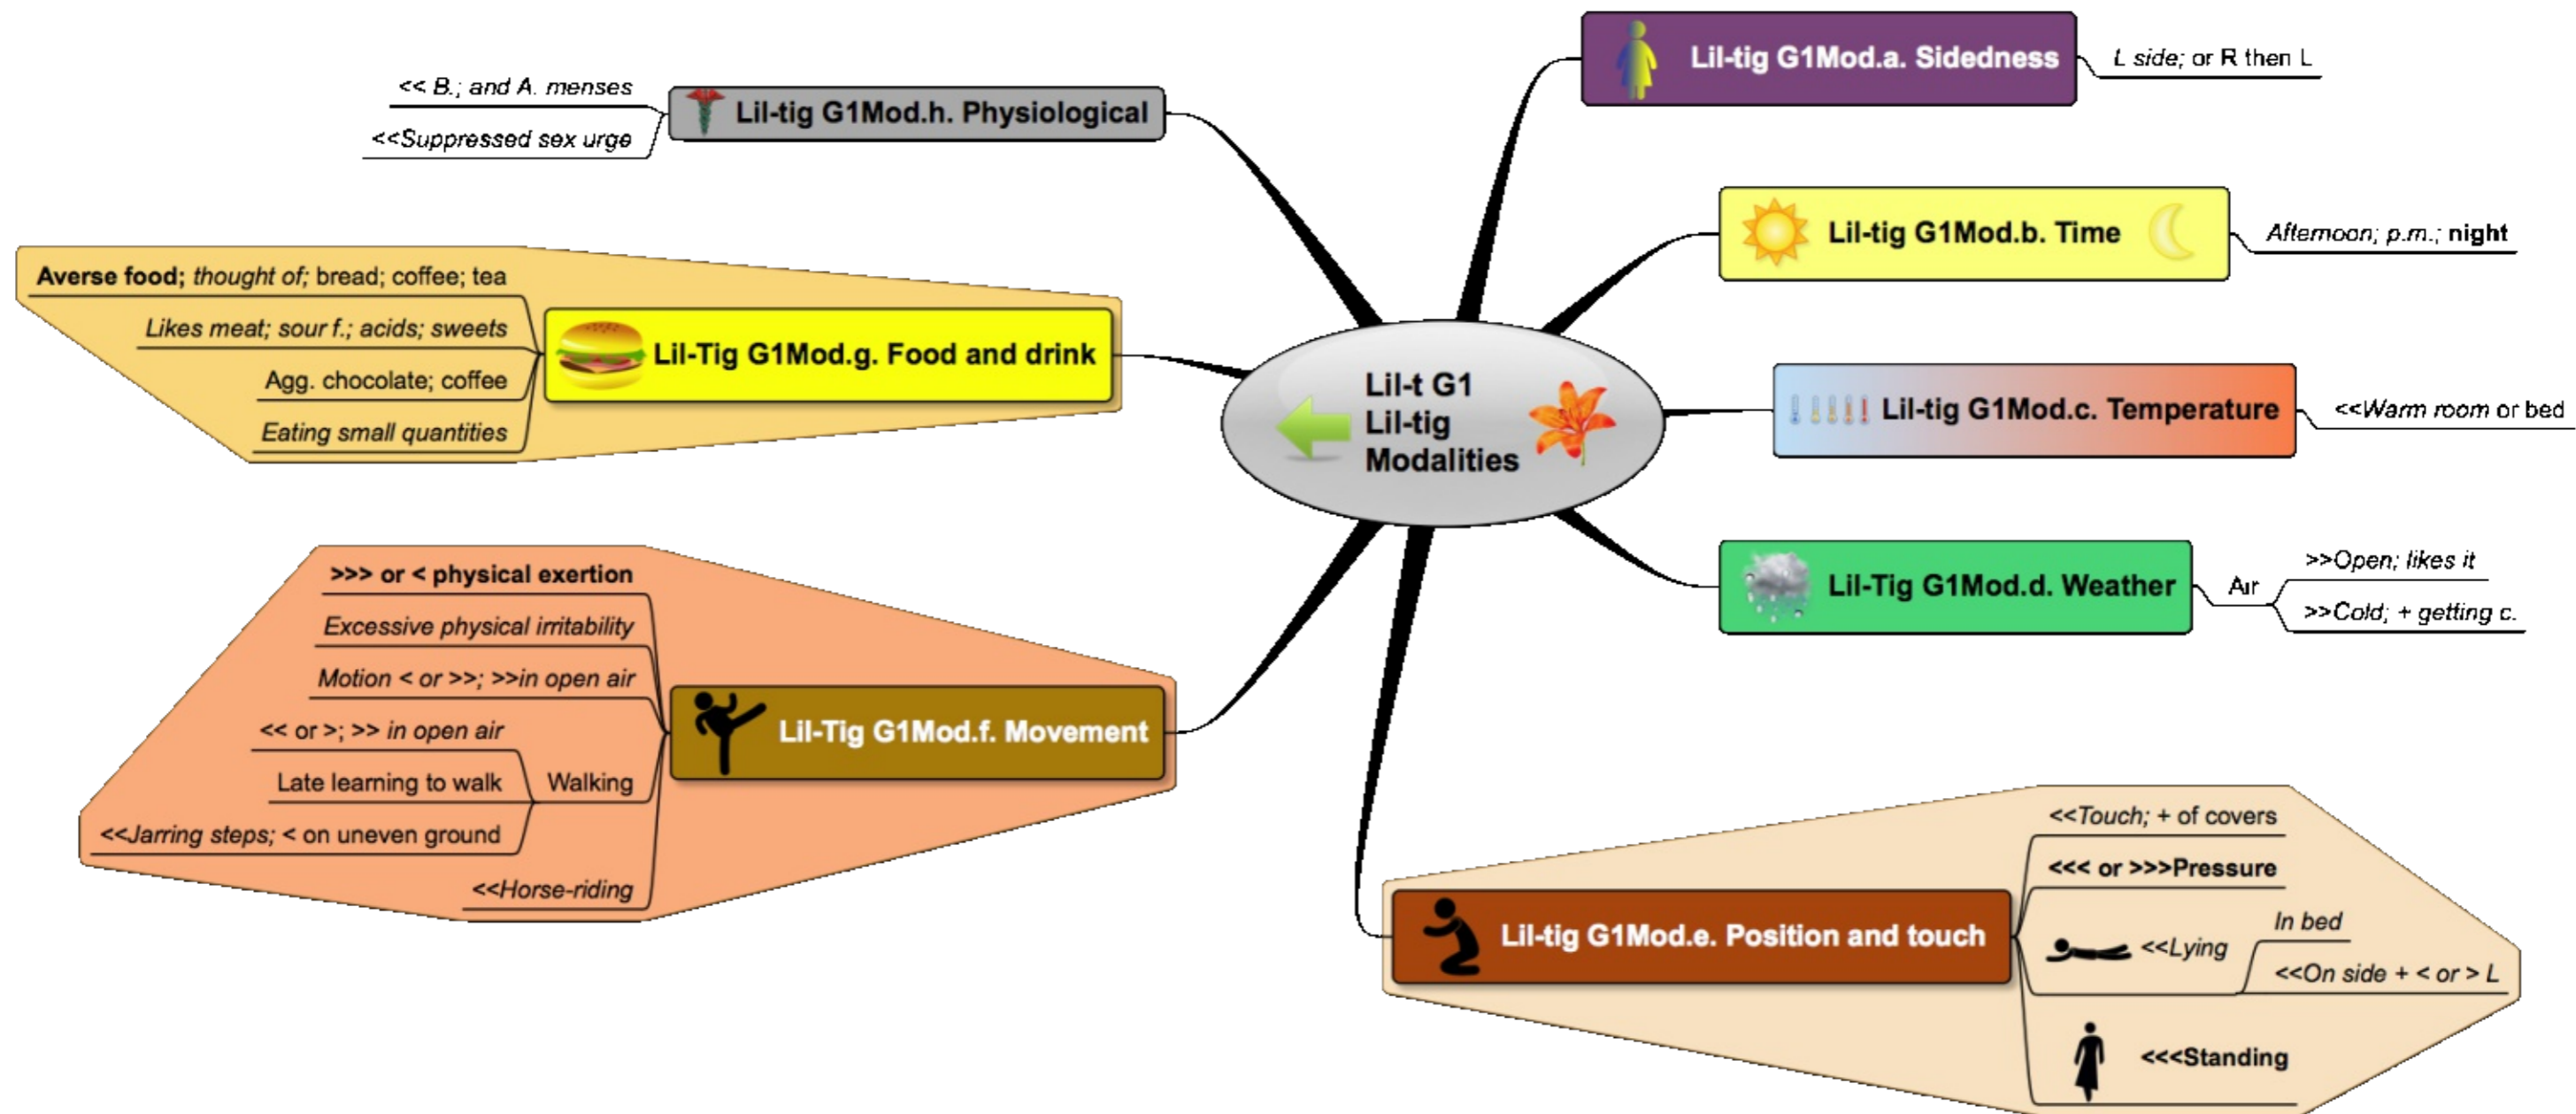 Lil-t G1
Lil-tig
Modalities
Lil-tig G1Mod.a. Sidedness
L side; or R then L
Lil-tig G1Mod.b. Time
Afternoon; p.m.; night
Lil-tig G1Mod.c. Temperature
<<Warm room or bed
Lil-Tig G1Mod.d. Weather
Air
>>Open; likes it
>>Cold; + getting c.
Lil-tig G1Mod.e. Position and touch
<<Touch; + of covers
<<< or >>>Pressure
<<Lying
In bed
<<On side + < or > L
<<<Standing
Lil-Tig G1Mod.f. Movement
>>> or < physical exertion
Excessive physical irritability
Motion < or >>; >>in open air
Walking
<< or >; >> in open air
Late learning to walk
<<Jarring steps; < on uneven ground
<<Horse-riding
Lil-Tig G1Mod.g. Food and drink
Averse food; thought of; bread; coffee; tea
Likes meat; sour f.; acids; sweets
Agg. chocolate; coffee
Eating small quantities
Lil-tig G1Mod.h. Physiological
<< B.; and A. menses
<<Suppressed sex urge